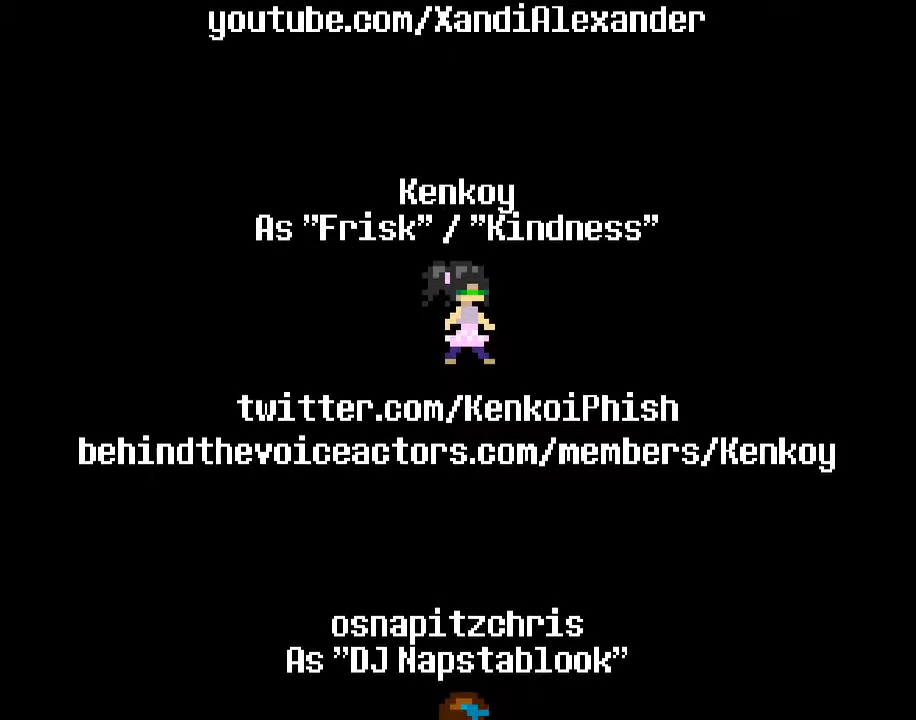 youtube.com/XandiAlexander
Kenkoy
As "Frisk" / "Kindness"
twitter.com/KenkoiPhish
behindthevoiceactors.com/members/Kenkoy
osnapitzchris
As "DJ Napstablook"